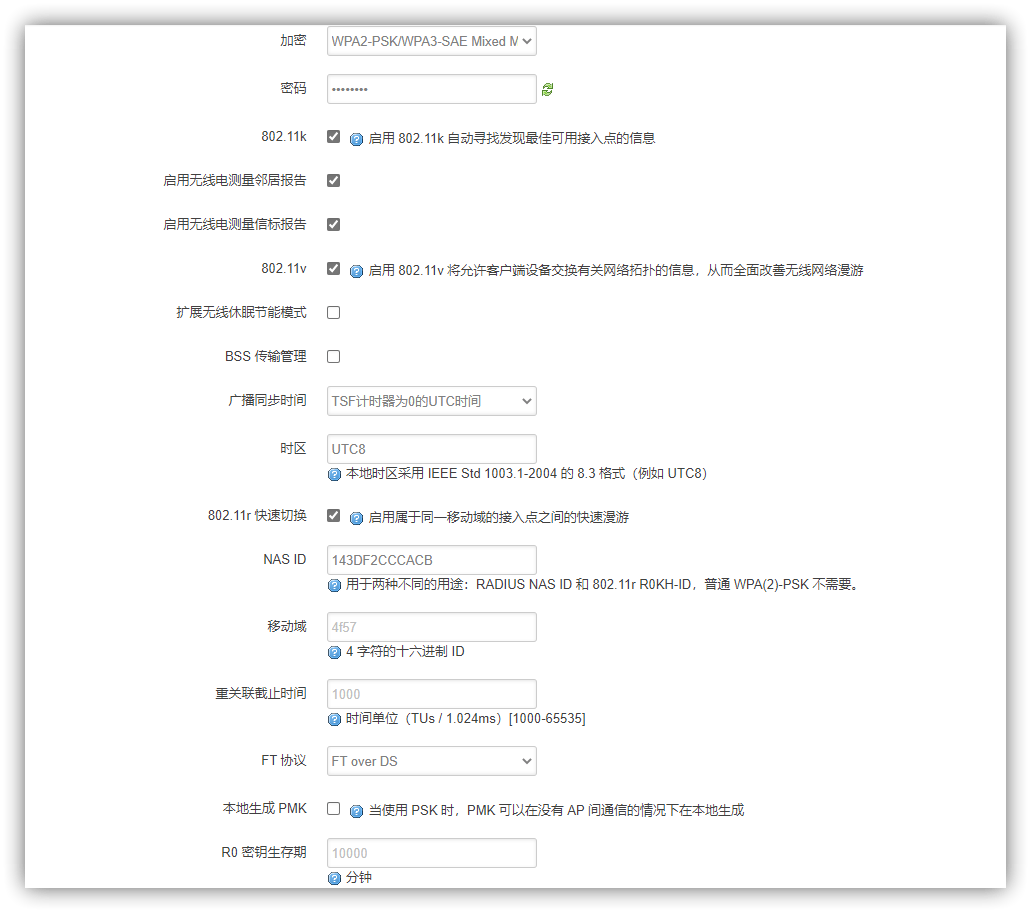 加密 WPA2-PSK/WPA3-SAE Mixed M
密码 ••••••••
802.11k 启用 802.11k 自动寻找发现最佳可用接入点的信息
启用无线电测量邻居报告
启用无线电测量信标报告
802.11v 启用 802.11v 将允许客户端设备交换有关网络拓扑的信息，从而全面改善无线网络漫游
扩展无线休眠节能模式
BSS 传输管理
广播同步时间 TSF计时器为0的UTC时间
时区 UTC8
本地时区采用 IEEE Std 1003.1-2004 的 8.3 格式（例如 UTC8）
802.11r 快速切换 启用属于同一移动域的接入点之间的快速漫游
NAS ID 143DF2CCCACB
用于两种不同的用途：RADIUS NAS ID 和 802.11r R0KH-ID，普通 WPA(2)-PSK 不需要。
移动域 4f57
4 字符的十六进制 ID
重关联截止时间 1000
时间单位（TUs / 1.024ms）[1000-65535]
FT 协议 FT over DS
本地生成 PMK 当使用 PSK 时，PMK 可以在没有 AP 间通信的情况下在本地生成
R0 密钥生存期 10000
分钟